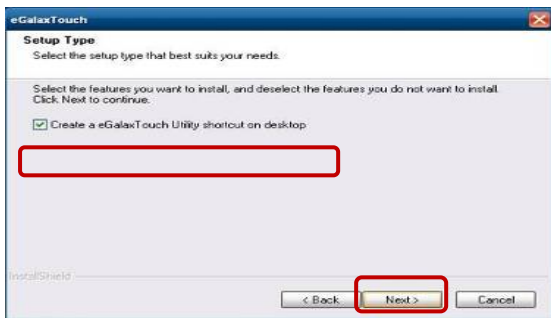 eGalaxTouch
Setup Type
Select the setup type that best suits your needs.
Select the features you want to install, and deselect the features you do not want to install.
Click Next to continue.
Create a eGalaxTouch Utility shortcut on desktop
InstallShield
< Back Next > Cancel